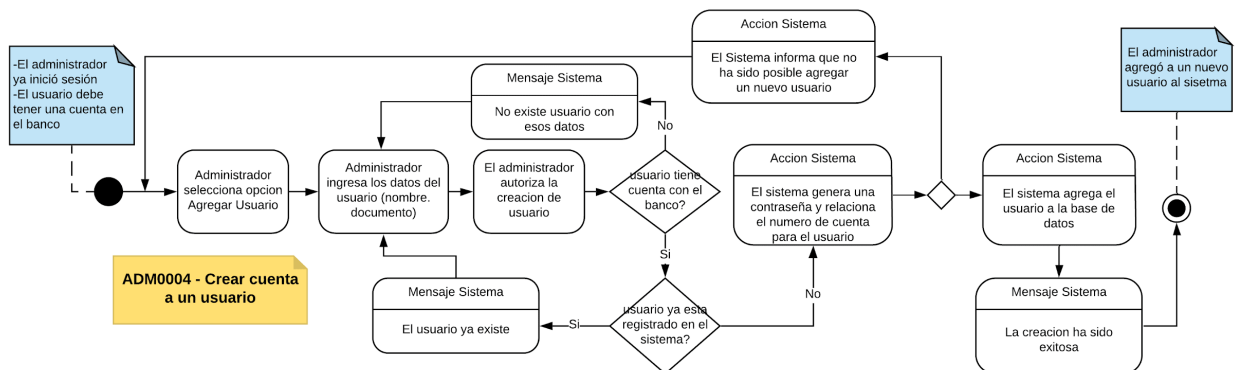 -El administrador
ya inició sesión
-El usuario debe
tener una cuenta en
el banco
Administrador
selecciona opcion
Agregar Usuario
Administrador
ingresa los datos del
usuario (nombre.
documento)
El administrador
autoriza la
creacion de
usuario
Mensaje Sistema
No existe usuario con
esos datos
No
usuario tiene
cuenta con el
banco?
Si
usuario ya esta
registrado en el
sistema?
Si
Mensaje Sistema
El usuario ya existe
No
Accion Sistema
El sistema genera una
contraseña y relaciona
el numero de cuenta
para el usuario
Accion Sistema
El Sistema informa que no
ha sido posible agregar
un nuevo usuario
Accion Sistema
El sistema agrega el
usuario a la base de
datos
Mensaje Sistema
La creacion ha sido
exitosa
El administrador
agregó a un nuevo
usuario al sisetma
ADM0004 - Crear cuenta
a un usuario